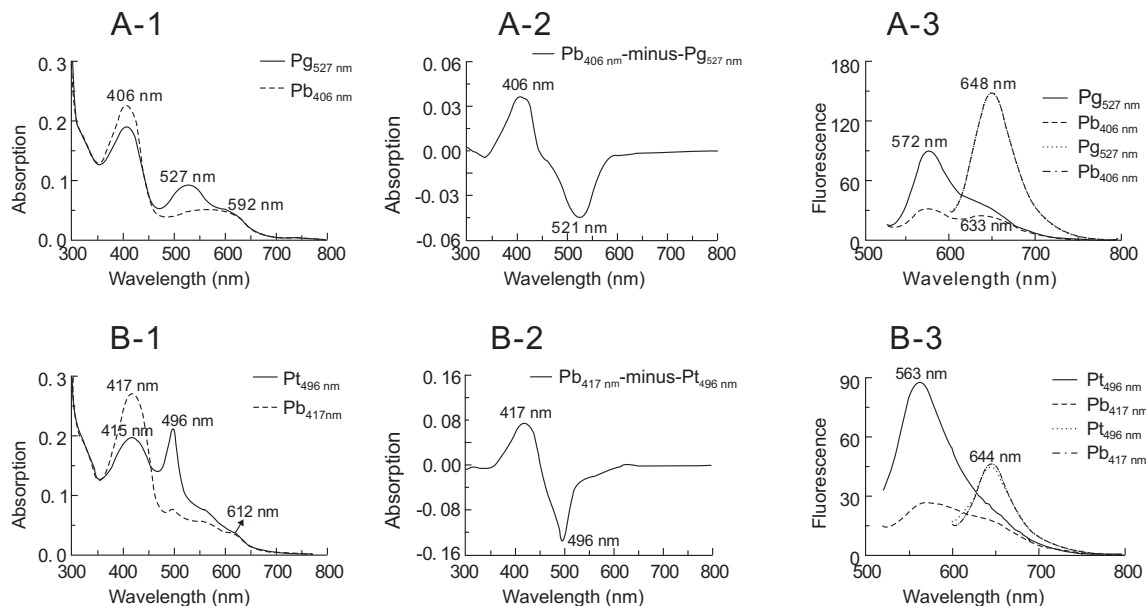 A-1
A-2
A-3
0.3
0.2
0.1
0.0
300 400 500 600 700 800
Wavelength (nm)
Absorption
406 nm
527 nm
592 nm
Pg527 nm
Pb406 nm
0.06
0.03
0.00
-0.03
-0.06
300 400 500 600 700 800
Wavelength (nm)
Absorption
Pb406 nm-minus-Pg527 nm
406 nm
521 nm
180
150
120
90
60
30
0
500 600 700 800
Wavelength (nm)
Fluorescence
648 nm
572 nm
633 nm
Pg527 nm
Pb406 nm
Pg527 nm
Pb406 nm
B-1
B-2
B-3
0.3
0.2
0.1
0.0
300 400 500 600 700 800
Wavelength (nm)
Absorption
417 nm
415 nm
496 nm
612 nm
Pt496 nm
Pb417nm
0.16
0.08
0.00
-0.08
-0.16
300 400 500 600 700 800
Wavelength (nm)
Absorption
Pb417 nm-minus-Pt496 nm
417 nm
496 nm
90
75
60
45
30
15
0
500 600 700 800
Wavelength (nm)
Fluorescence
563 nm
644 nm
Pt496 nm
Pb417 nm
Pt496 nm
Pb417 nm